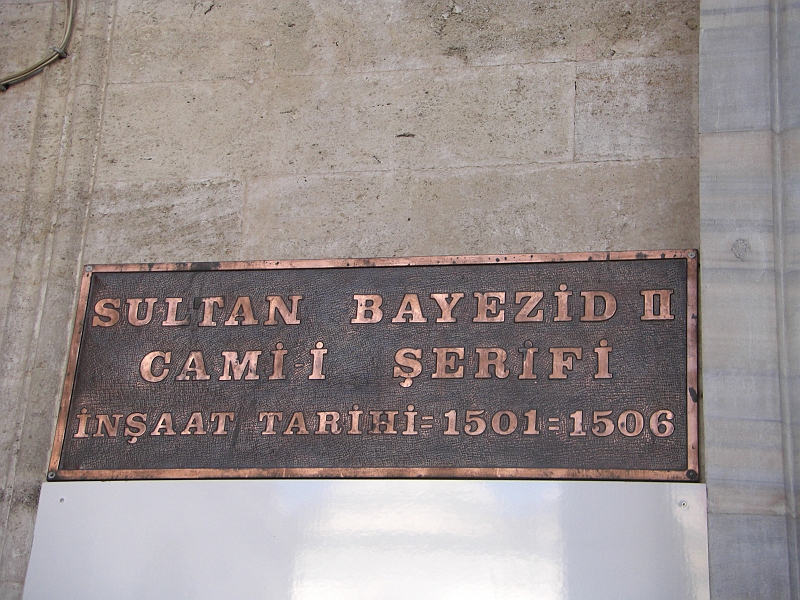 SULTAN BAYEZİD II
CAMİ-İ ŞERİFİ
İNŞAAT TARİHİ=1501=1506